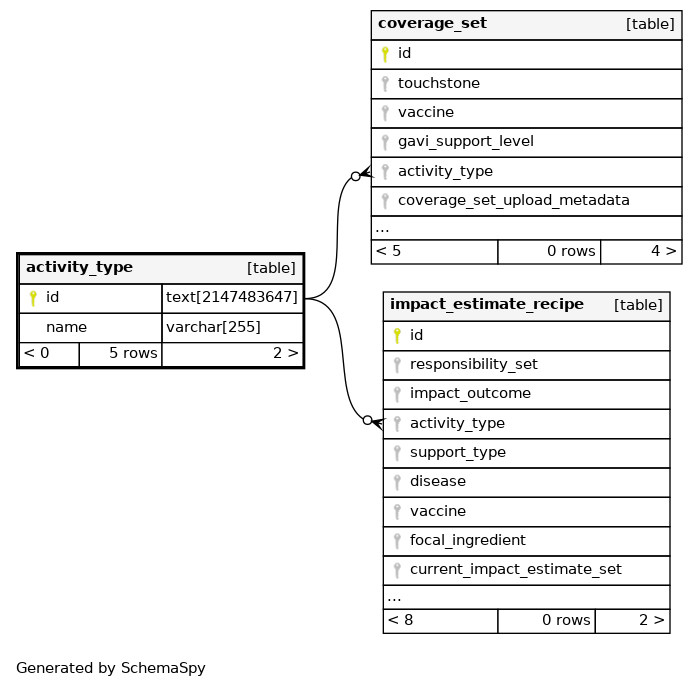 coverage_set [table]
id
touchstone
vaccine
gavi_support_level
activity_type
coverage_set_upload_metadata
...
< 5 0 rows 4 >
activity_type [table]
id text[2147483647]
name varchar[255]
< 0 5 rows 2 >
impact_estimate_recipe [table]
id
responsibility_set
impact_outcome
activity_type
support_type
disease
vaccine
focal_ingredient
current_impact_estimate_set
...
< 8 0 rows 2 >
Generated by SchemaSpy